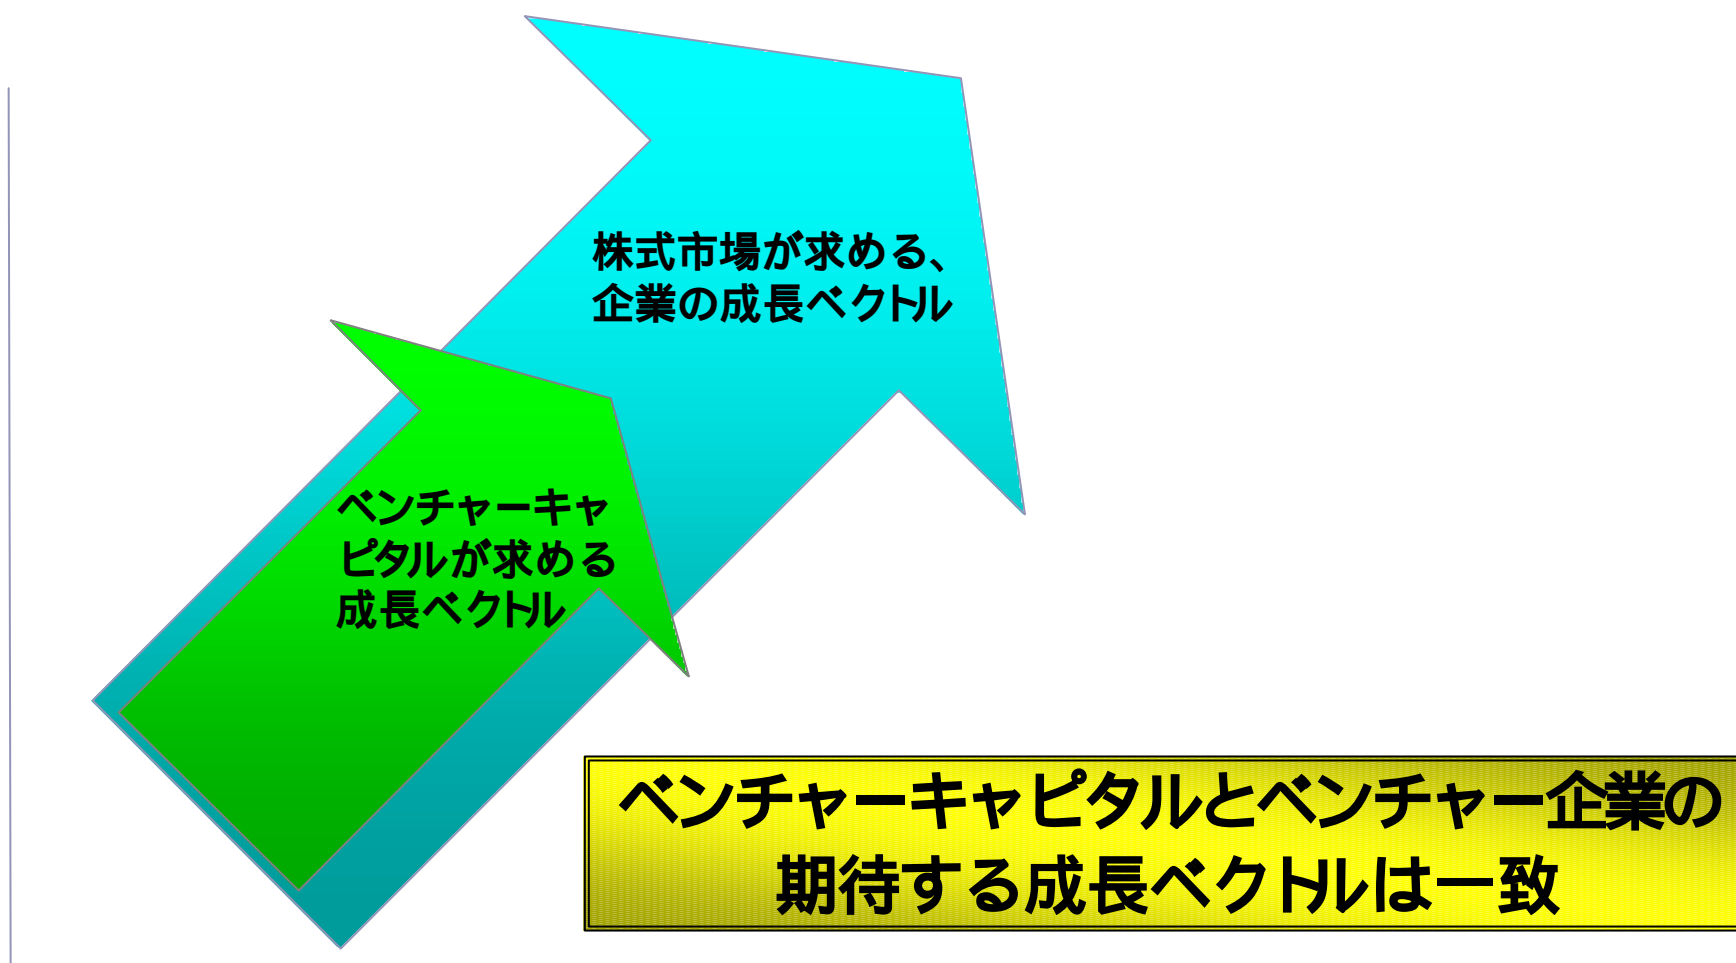 株式市場が求める、
企業の成長ベクトル
ベンチャーキャ
ピタルが求める
成長ベクトル
ベンチャーキャピタルとベンチャー企業の
期待する成長ベクトルは一致